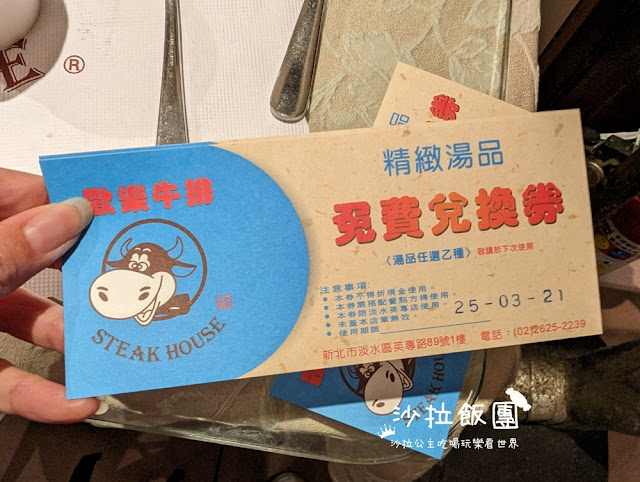 E ®
歡樂牛排
STEAK HOUSE
精緻湯品
免費兌換券
〈湯品任選乙種〉 敬請於下次使用
注意事項:
● 本券不得折現金使用。
● 本券需搭配餐點方得使用。
● 本券限淡水英專店使用。
● 未蓋本店章無效。
● 使用期限 25-03-21
新北市淡水區英專路89號1樓 電話:(02)2625-2239
沙拉飯團
沙拉公主吃喝玩樂看世界